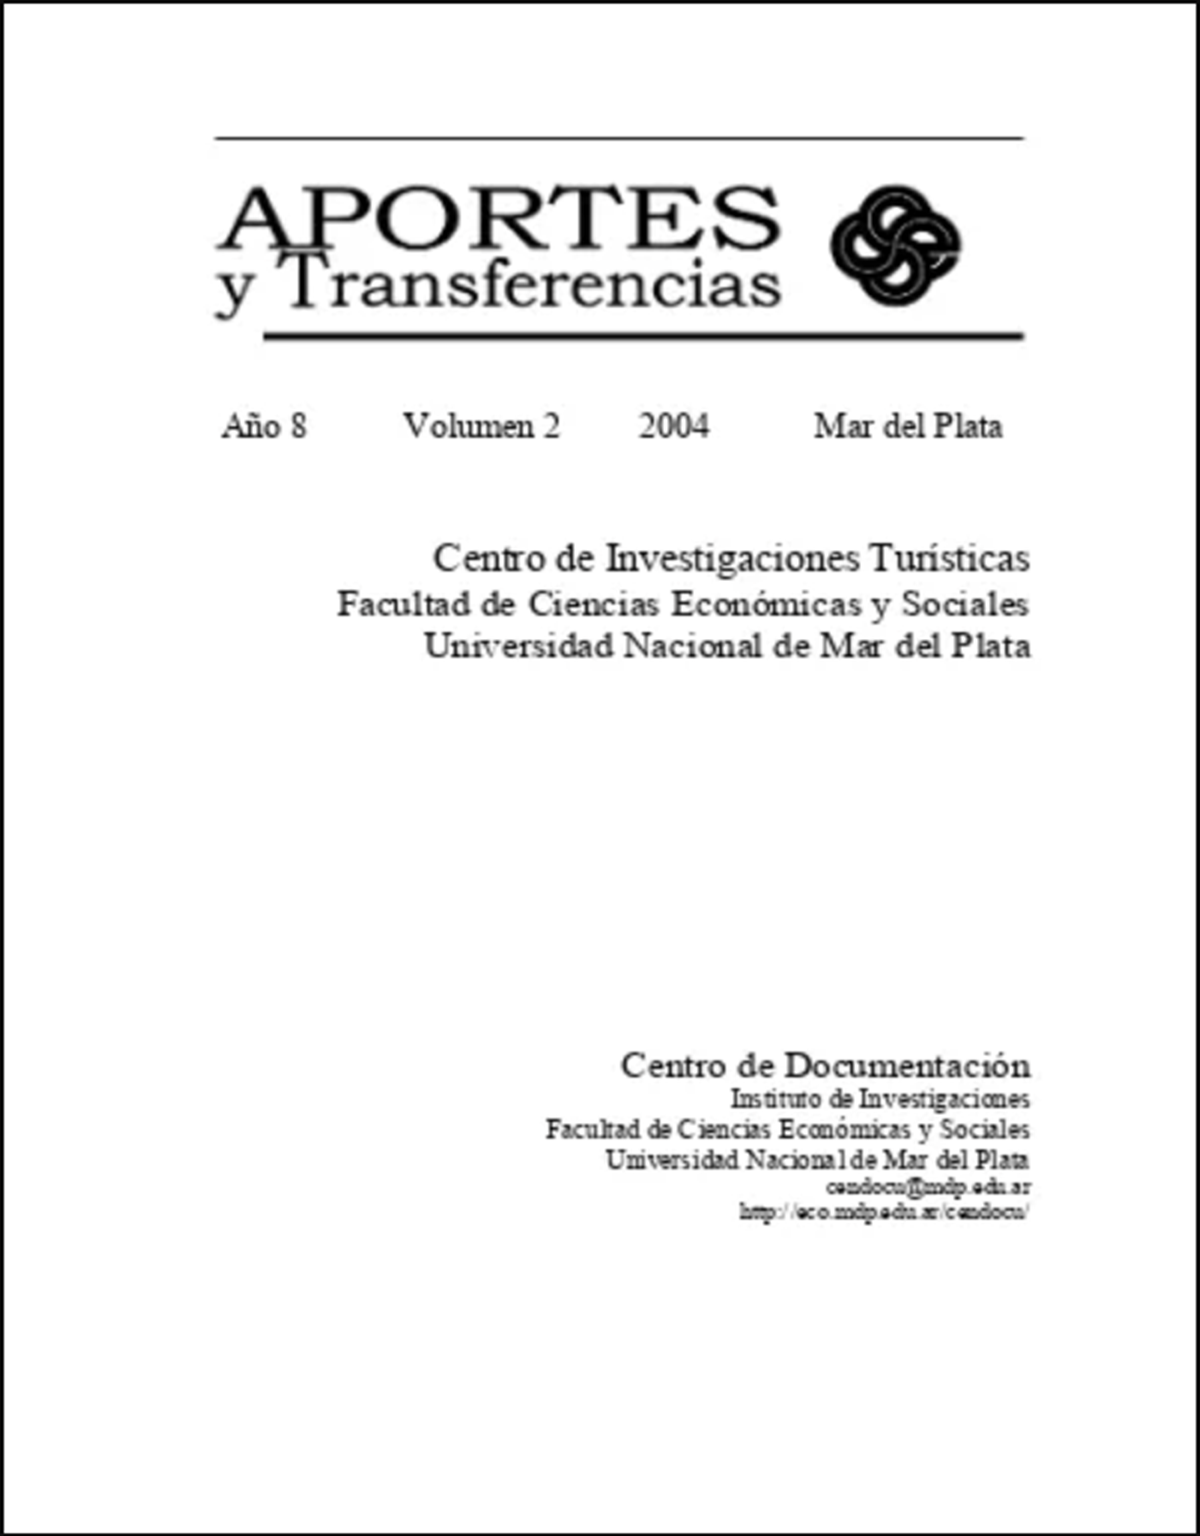 APORTES
y Transferencias
Año 8 Volumen 2 2004 Mar del Plata
Centro de Investigaciones Turísticas
Facultad de Ciencias Económicas y Sociales
Universidad Nacional de Mar del Plata
Centro de Documentación
Instituto de Investigaciones
Facultad de Ciencias Económicas y Sociales
Universidad Nacional de Mar del Plata
cendocu@mdp.edu.ar
http://eco.mdp.edu.ar/cendocu/